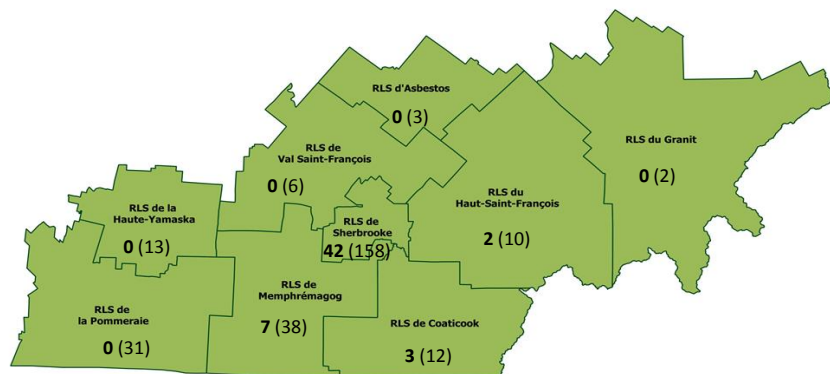 RLS d'Asbestos
0 (3)
RLS du Granit
0 (2)
RLS de
Val Saint-François
0 (6)
RLS du
Haut-Saint-François
2 (10)
RLS de la
Haute-Yamaska
0 (13)
RLS de
Sherbrooke
42 (158)
RLS de
Memphrémagog
7 (38)
RLS de
la Pommeraie
0 (31)
RLS de Coaticook
3 (12)